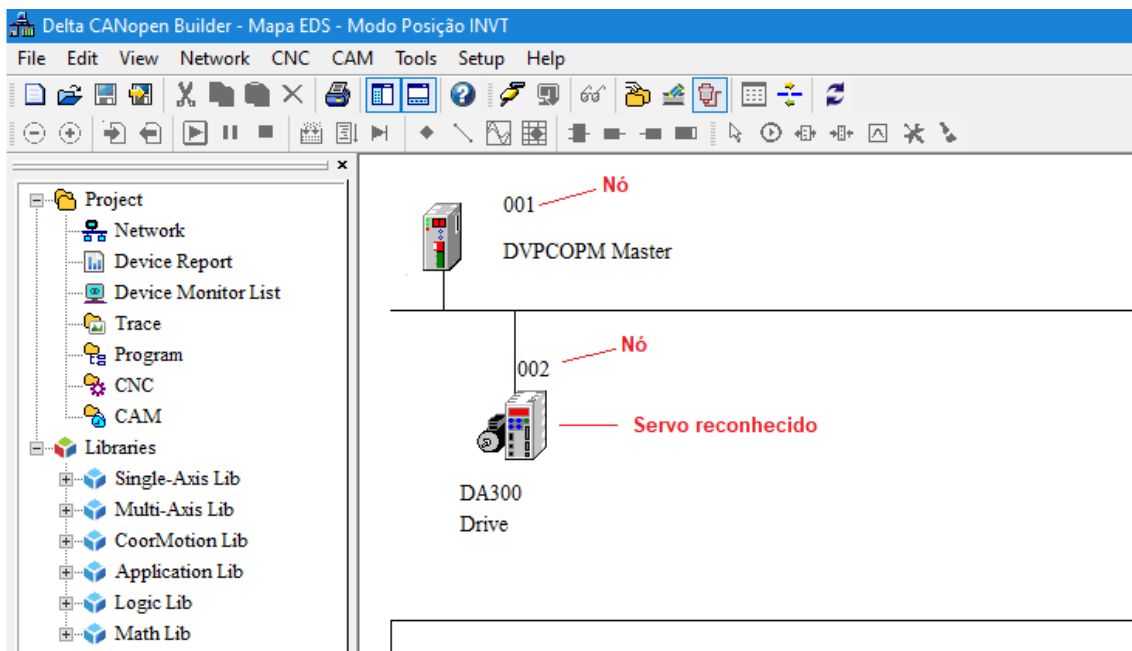 Delta CANopen Builder - Mapa EDS - Modo Posição INVT
File Edit View Network CNC CAM Tools Setup Help
Project
Network
Device Report
Device Monitor List
Trace
Program
CNC
CAM
Libraries
Single-Axis Lib
Multi-Axis Lib
CoorMotion Lib
Application Lib
Logic Lib
Math Lib
Nó
001
DVPCOPM Master
Nó
002
Servo reconhecido
DA300
Drive